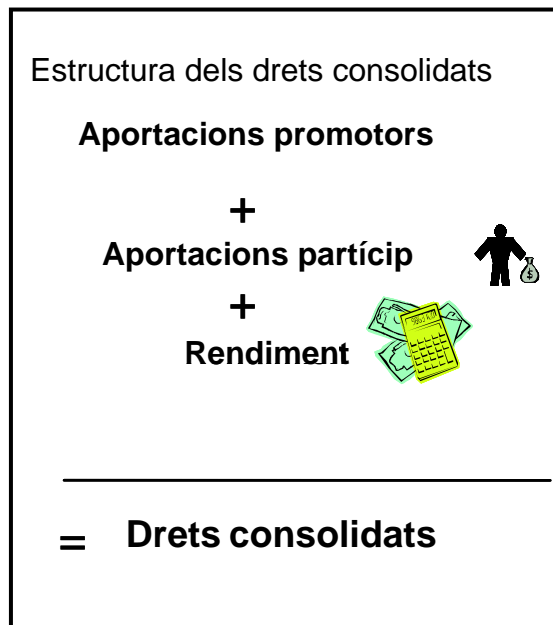 Estructura dels drets consolidats
Aportacions promotors
+
Aportacions partícip
+
Rendiment
= Drets consolidats